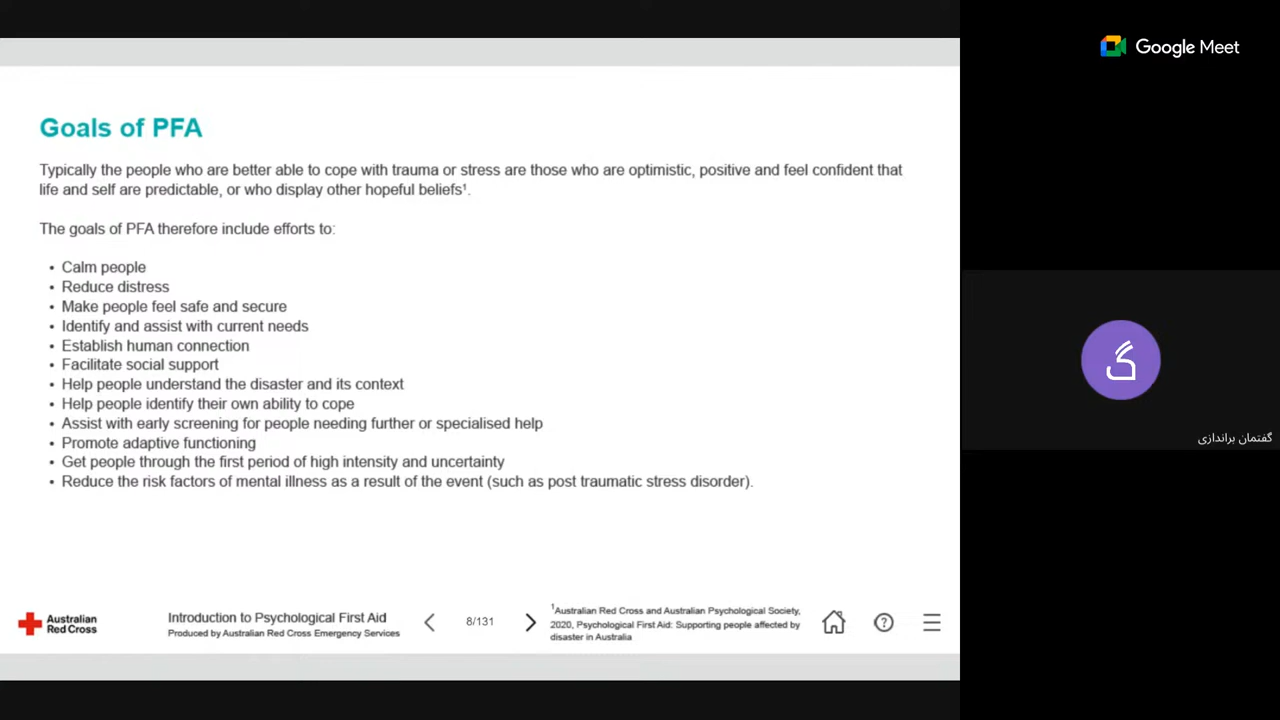 Google Meet
Goals of PFA
Typically the people who are better able to cope with trauma or stress are those who are optimistic, positive and feel confident that
life and self are predictable, or who display other hopeful beliefs¹.
The goals of PFA therefore include efforts to:
• Calm people
• Reduce distress
• Make people feel safe and secure
• Identify and assist with current needs
• Establish human connection
• Facilitate social support
• Help people understand the disaster and its context
• Help people identify their own ability to cope
• Assist with early screening for people needing further or specialised help
• Promote adaptive functioning
• Get people through the first period of high intensity and uncertainty
• Reduce the risk factors of mental illness as a result of the event (such as post traumatic stress disorder).
گ
گفتمان براندازی
Australian
Red Cross
Introduction to Psychological First Aid
Produced by Australian Red Cross Emergency Services
8/131
¹Australian Red Cross and Australian Psychological Society,
2020, Psychological First Aid: Supporting people affected by
disaster in Australia
?